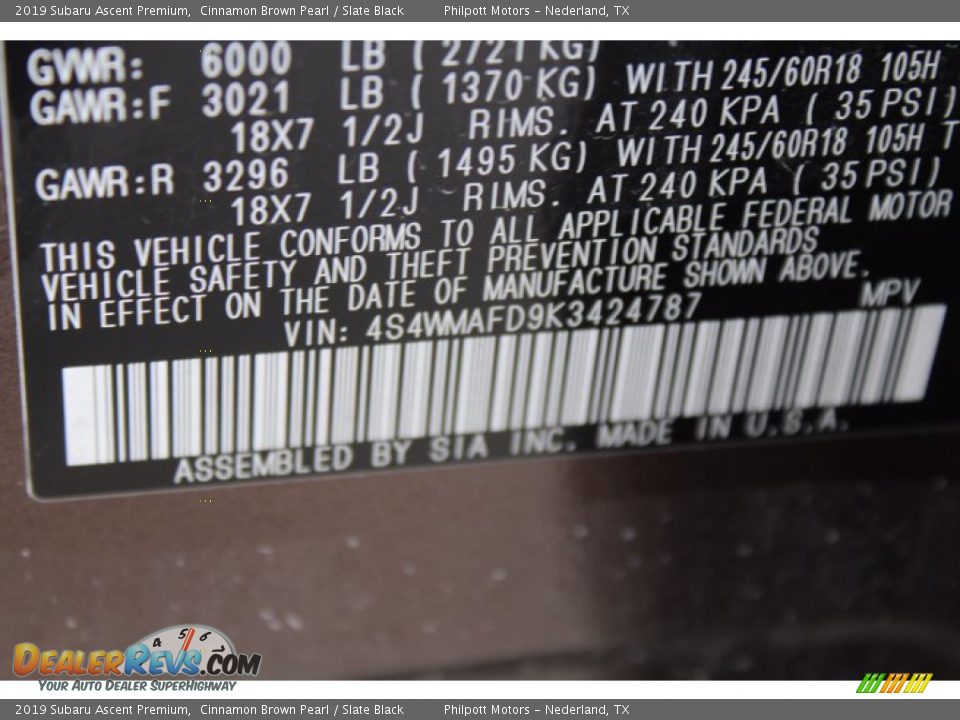 2019 Subaru Ascent Premium, Cinnamon Brown Pearl / Slate Black Philpott Motors - Nederland, TX
GVWR: 6000 LB ( 2721 KG)
GAWR:F 3021 LB ( 1370 KG) WITH 245/60R18 105H
18X7 1/2J RIMS. AT 240 KPA ( 35 PSI)
GAWR:R 3296 LB ( 1495 KG) WITH 245/60R18 105H T
18X7 1/2J RIMS. AT 240 KPA ( 35 PSI)
THIS VEHICLE CONFORMS TO ALL APPLICABLE FEDERAL MOTOR
VEHICLE SAFETY AND THEFT PREVENTION STANDARDS
IN EFFECT ON THE DATE OF MANUFACTURE SHOWN ABOVE.
VIN: 4S4WMAFD9K3424787 MPV
ASSEMBLED BY SIA INC. MADE IN U.S.A.
4 5 6
DEALERREVS.COM
YOUR AUTO DEALER SUPERHIGHWAY
2019 Subaru Ascent Premium, Cinnamon Brown Pearl / Slate Black Philpott Motors - Nederland, TX